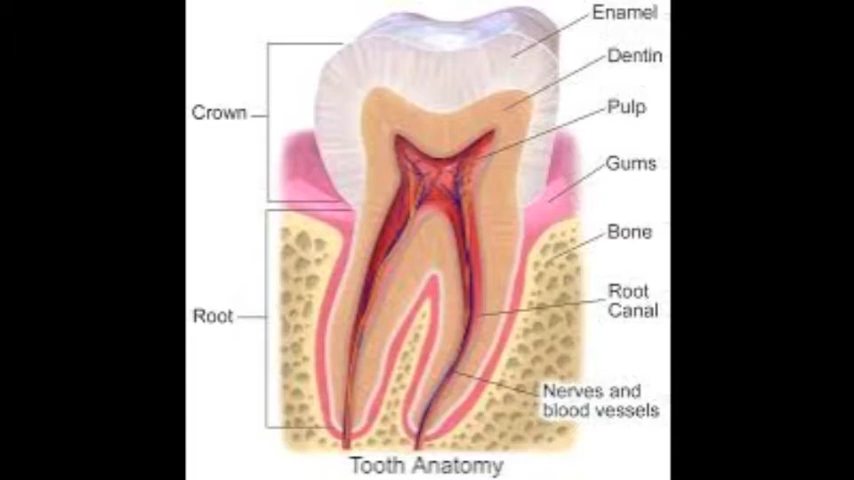 Enamel
Dentin
Crown
Pulp
Gums
Bone
Root
Root
Canal
Nerves and
blood vessels
Tooth Anatomy